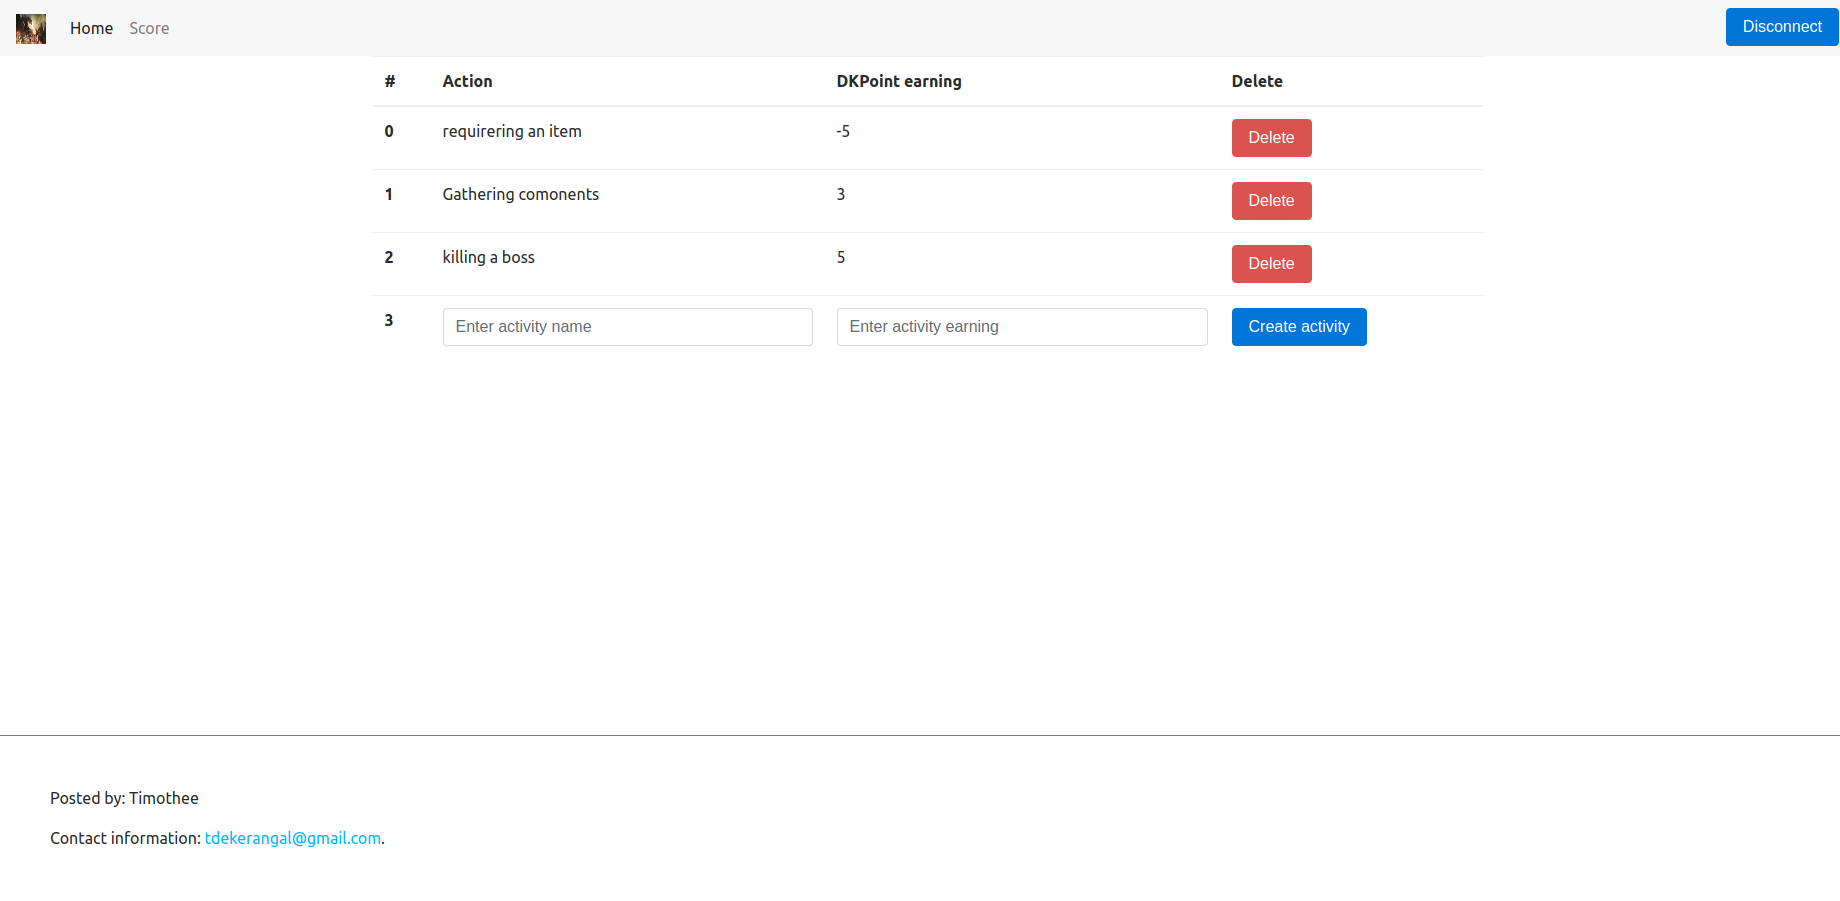 Home Score Disconnect
# Action DKPoint earning Delete
0 requirering an item -5 Delete
1 Gathering comonents 3 Delete
2 killing a boss 5 Delete
3 Enter activity name Enter activity earning Create activity
Posted by: Timothee
Contact information: tdekerangal@gmail.com.